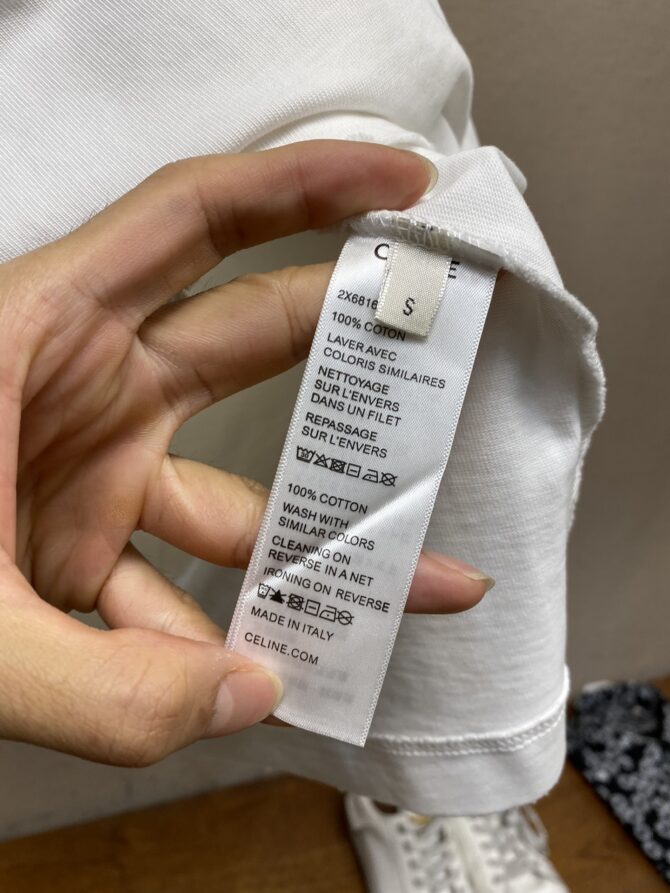 S
2X6816
100% COTON
LAVER AVEC
COLORIS SIMILAIRES
NETTOYAGE
SUR L'ENVERS
DANS UN FILET
REPASSAGE
SUR L'ENVERS
100% COTTON
WASH WITH
SIMILAR COLORS
CLEANING ON
REVERSE IN A NET
IRONING ON REVERSE
MADE IN ITALY
CELINE.COM